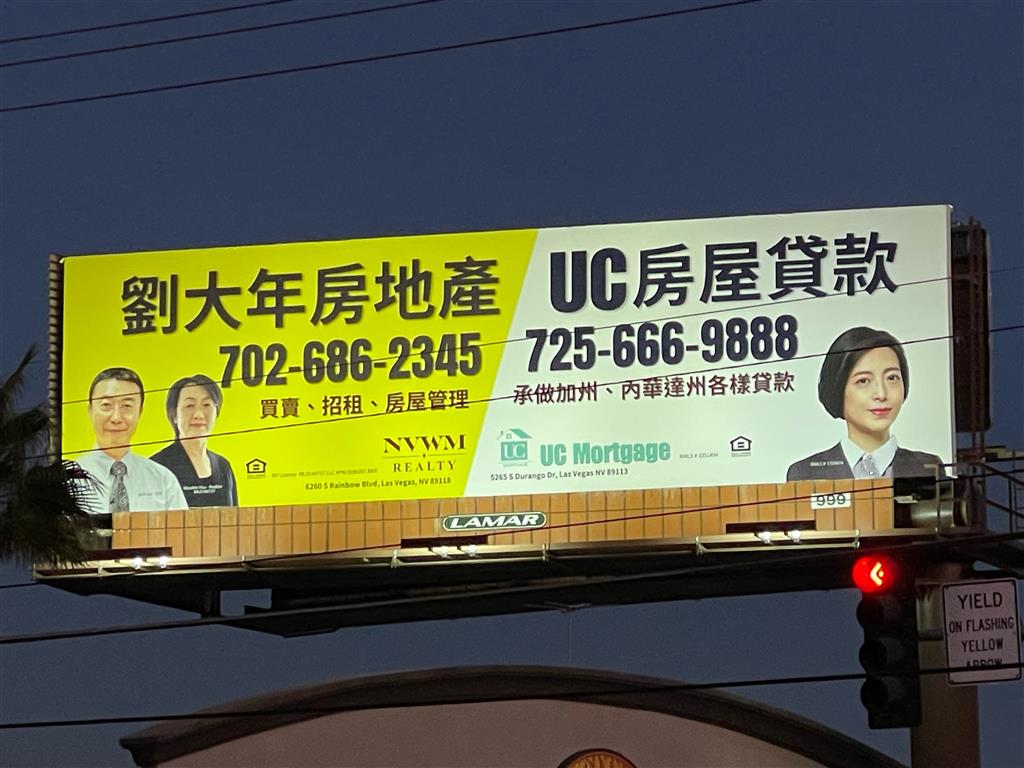 劉大年房地產
702-686-2345
買賣、招租、房屋管理
NVWM
REALTY
6260 S Rainbow Blvd, Las Vegas, NV 89118
UC房屋貸款
725-666-9888
承做加州、內華達州各樣貸款
UC
UC Mortgage
5265 S Durango Dr, Las Vegas NV 89113
LAMAR
999
YIELD
ON FLASHING
YELLOW
ARROW